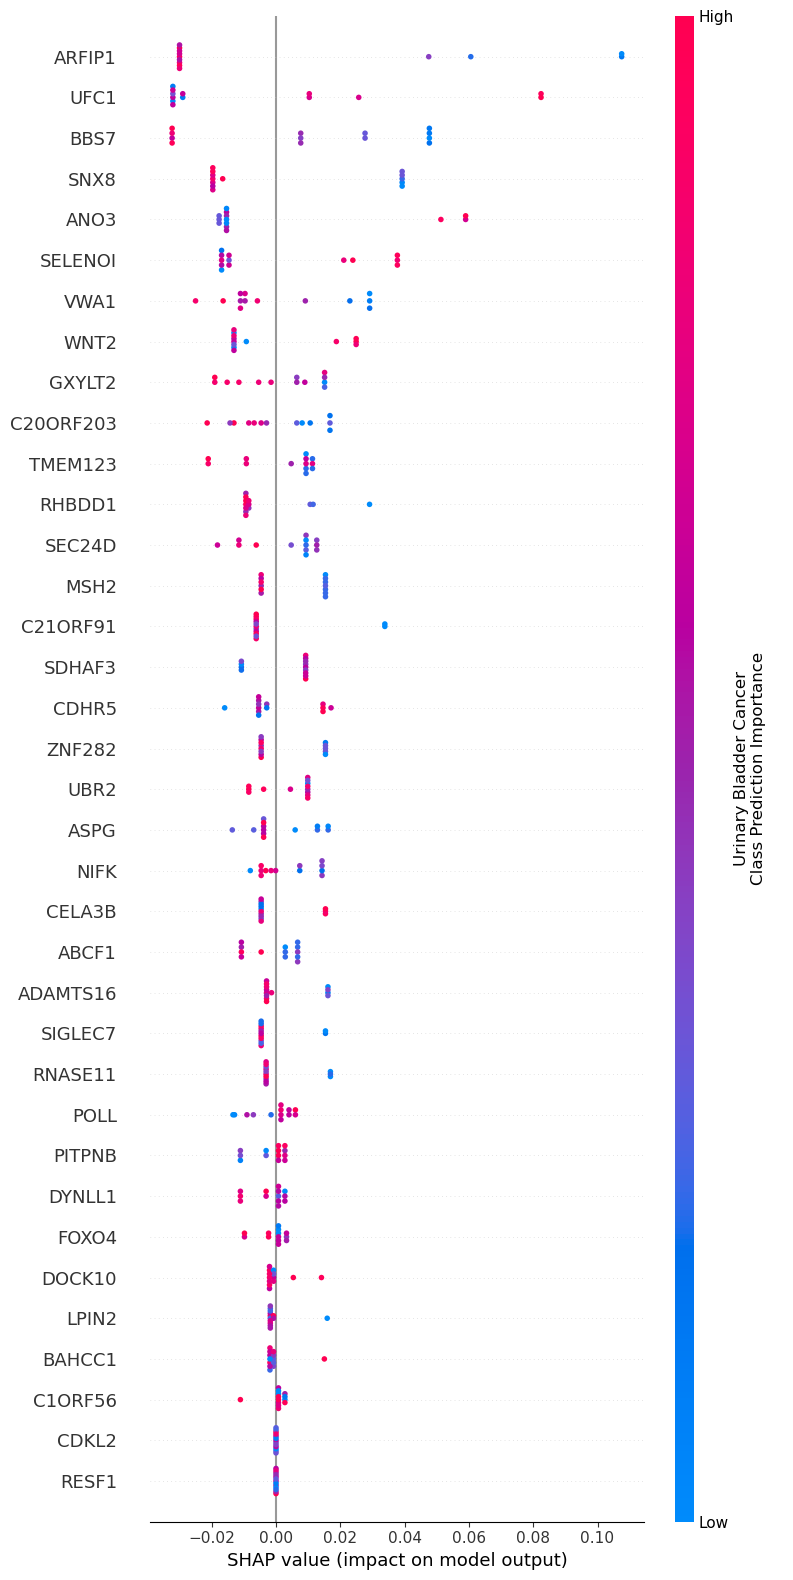 High
ARFIP1
UFC1
BBS7
SNX8
ANO3
SELENOI
VWA1
WNT2
GXYLT2
C20ORF203
TMEM123
RHBDD1
SEC24D
MSH2
C21ORF91
SDHAF3
CDHR5
ZNF282
UBR2
ASPG
NIFK
CELA3B
ABCF1
ADAMTS16
SIGLEC7
RNASE11
POLL
PITPNB
DYNLL1
FOXO4
DOCK10
LPIN2
BAHCC1
C1ORF56
CDKL2
RESF1
Urinary Bladder Cancer
Class Prediction Importance
Low
−0.02 0.00 0.02 0.04 0.06 0.08 0.10
SHAP value (impact on model output)